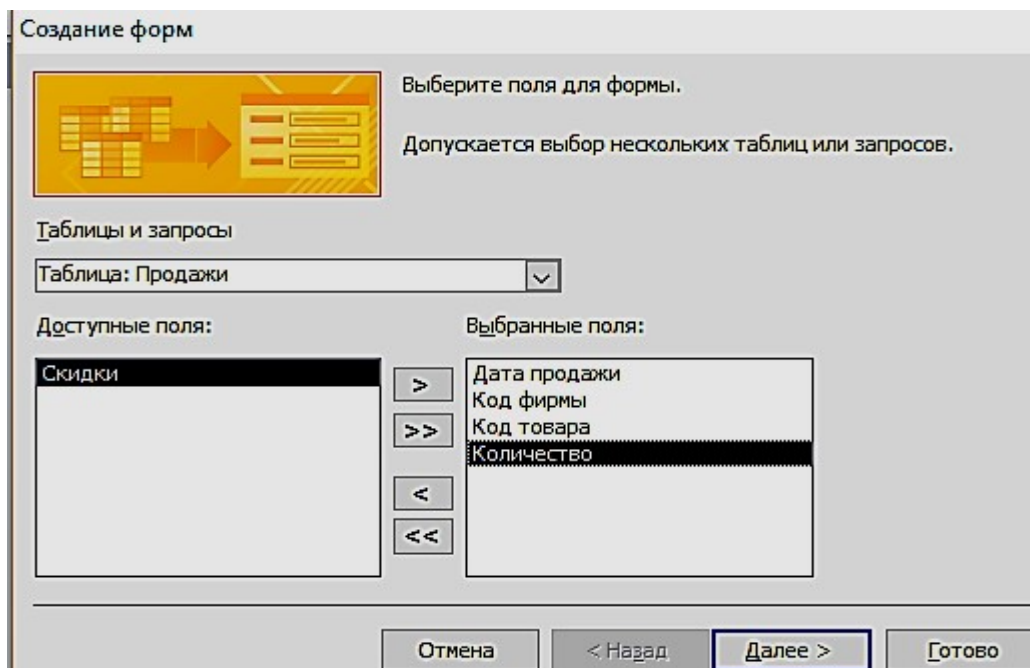 Создание форм
Выберите поля для формы.
Допускается выбор нескольких таблиц или запросов.
Таблицы и запросы
Таблица: Продажи
Доступные поля:
Выбранные поля:
Скидки
>
>>
<
<<
Дата продажи
Код фирмы
Код товара
Количество
Отмена
< Назад
Далее >
Готово